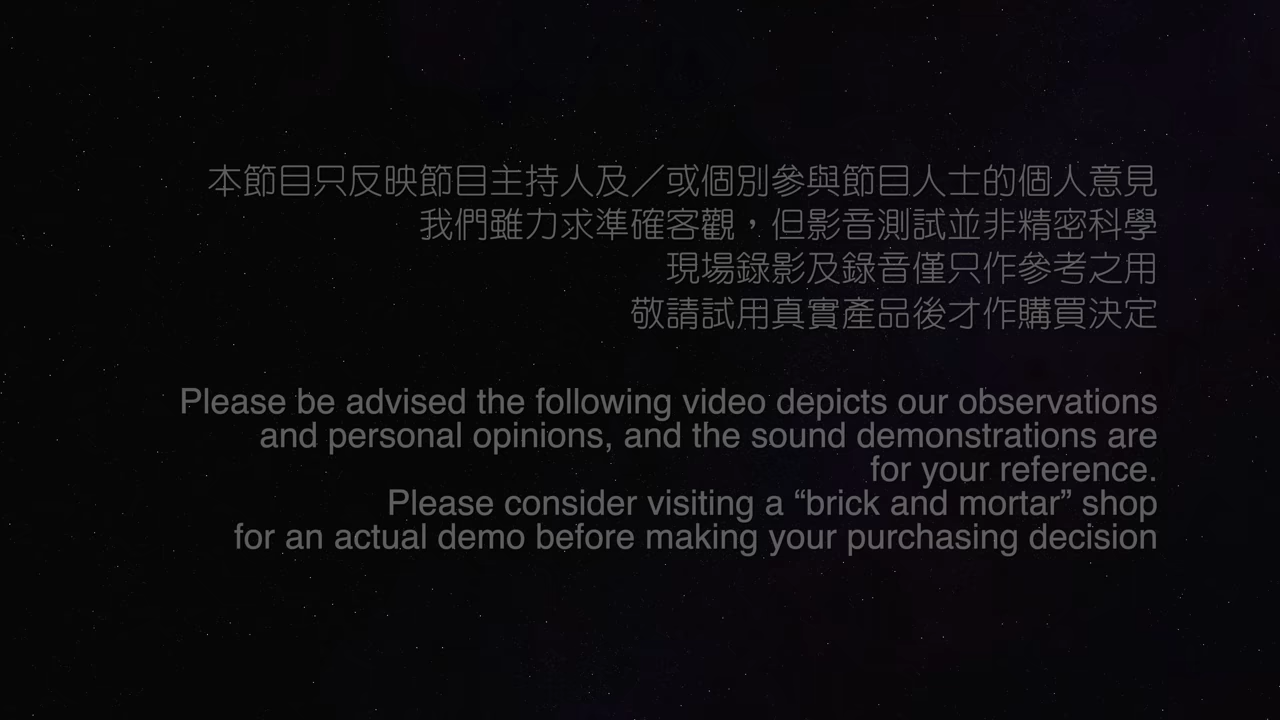 本節目只反映節目主持人及／或個別參與節目人士的個人意見
我們雖力求準確客觀，但影音測試並非精密科學
現場錄影及錄音僅只作參考之用
敬請試用真實產品後才作購買決定
Please be advised the following video depicts our observations
and personal opinions, and the sound demonstrations are
for your reference.
Please consider visiting a “brick and mortar” shop
for an actual demo before making your purchasing decision